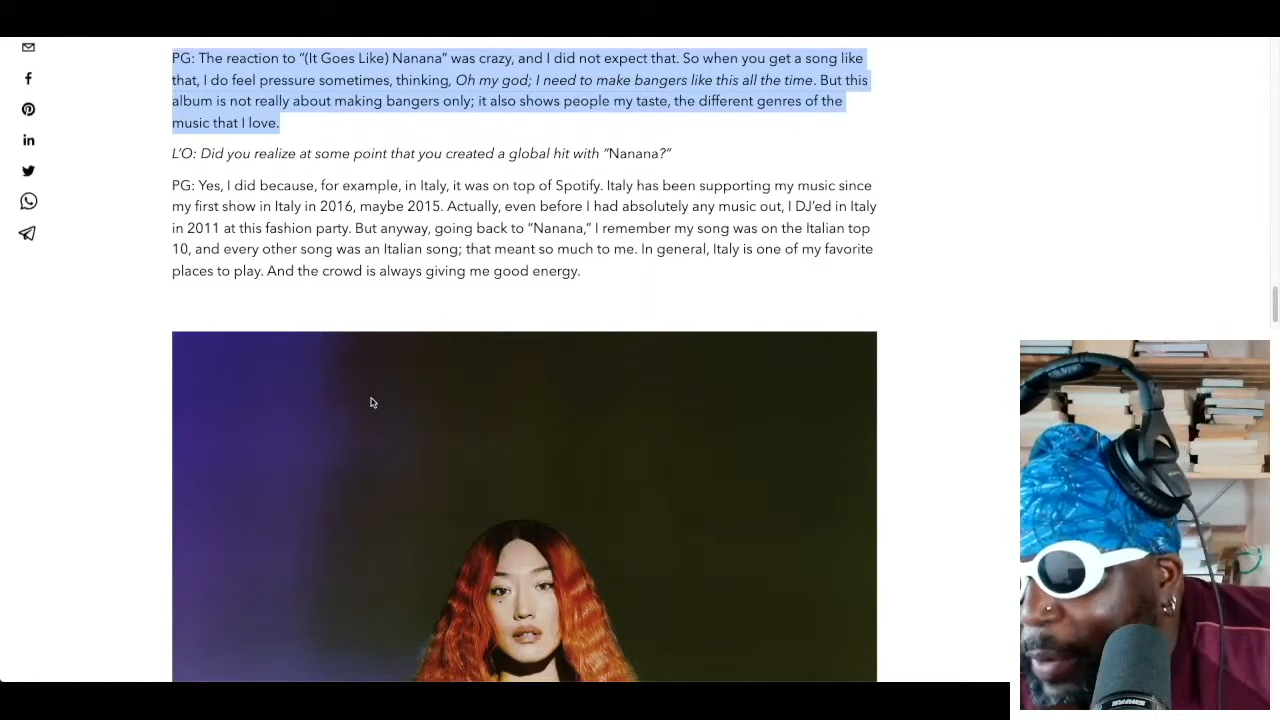 PG: The reaction to “(It Goes Like) Nanana” was crazy, and I did not expect that. So when you get a song like
that, I do feel pressure sometimes, thinking, Oh my god; I need to make bangers like this all the time. But this
album is not really about making bangers only; it also shows people my taste, the different genres of the
music that I love.
L’O: Did you realize at some point that you created a global hit with “Nanana?”
PG: Yes, I did because, for example, in Italy, it was on top of Spotify. Italy has been supporting my music since
my first show in Italy in 2016, maybe 2015. Actually, even before I had absolutely any music out, I DJ’ed in Italy
in 2011 at this fashion party. But anyway, going back to “Nanana,” I remember my song was on the Italian top
10, and every other song was an Italian song; that meant so much to me. In general, Italy is one of my favorite
places to play. And the crowd is always giving me good energy.
SHURE